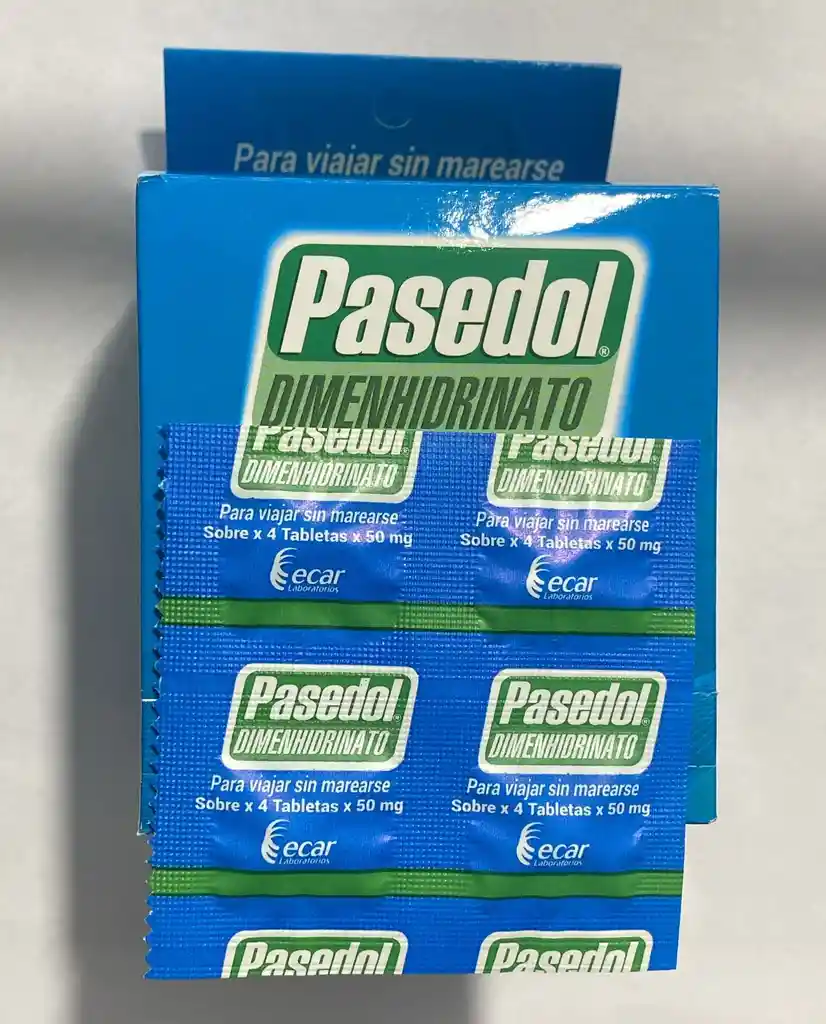 Para viajar sin marearse
Pasedol®
DIMENHIDRINATO
Pasedol
DIMENHIDRINATO
Para viajar sin marearse
Sobre x 4 Tabletas x 50 mg
ecar
Laboratorios
Pasedol
DIMENHIDRINATO
Para viajar sin marearse
Sobre x 4 Tabletas x 50 mg
ecar
Laboratorios
Pasedol®
DIMENHIDRINATO
Para viajar sin marearse
Sobre x 4 Tabletas x 50 mg
ecar
Laboratorios
Pasedol®
DIMENHIDRINATO
Para viajar sin marearse
Sobre x 4 Tabletas x 50 mg
ecar
Laboratorios
Pasedol
Pasedol